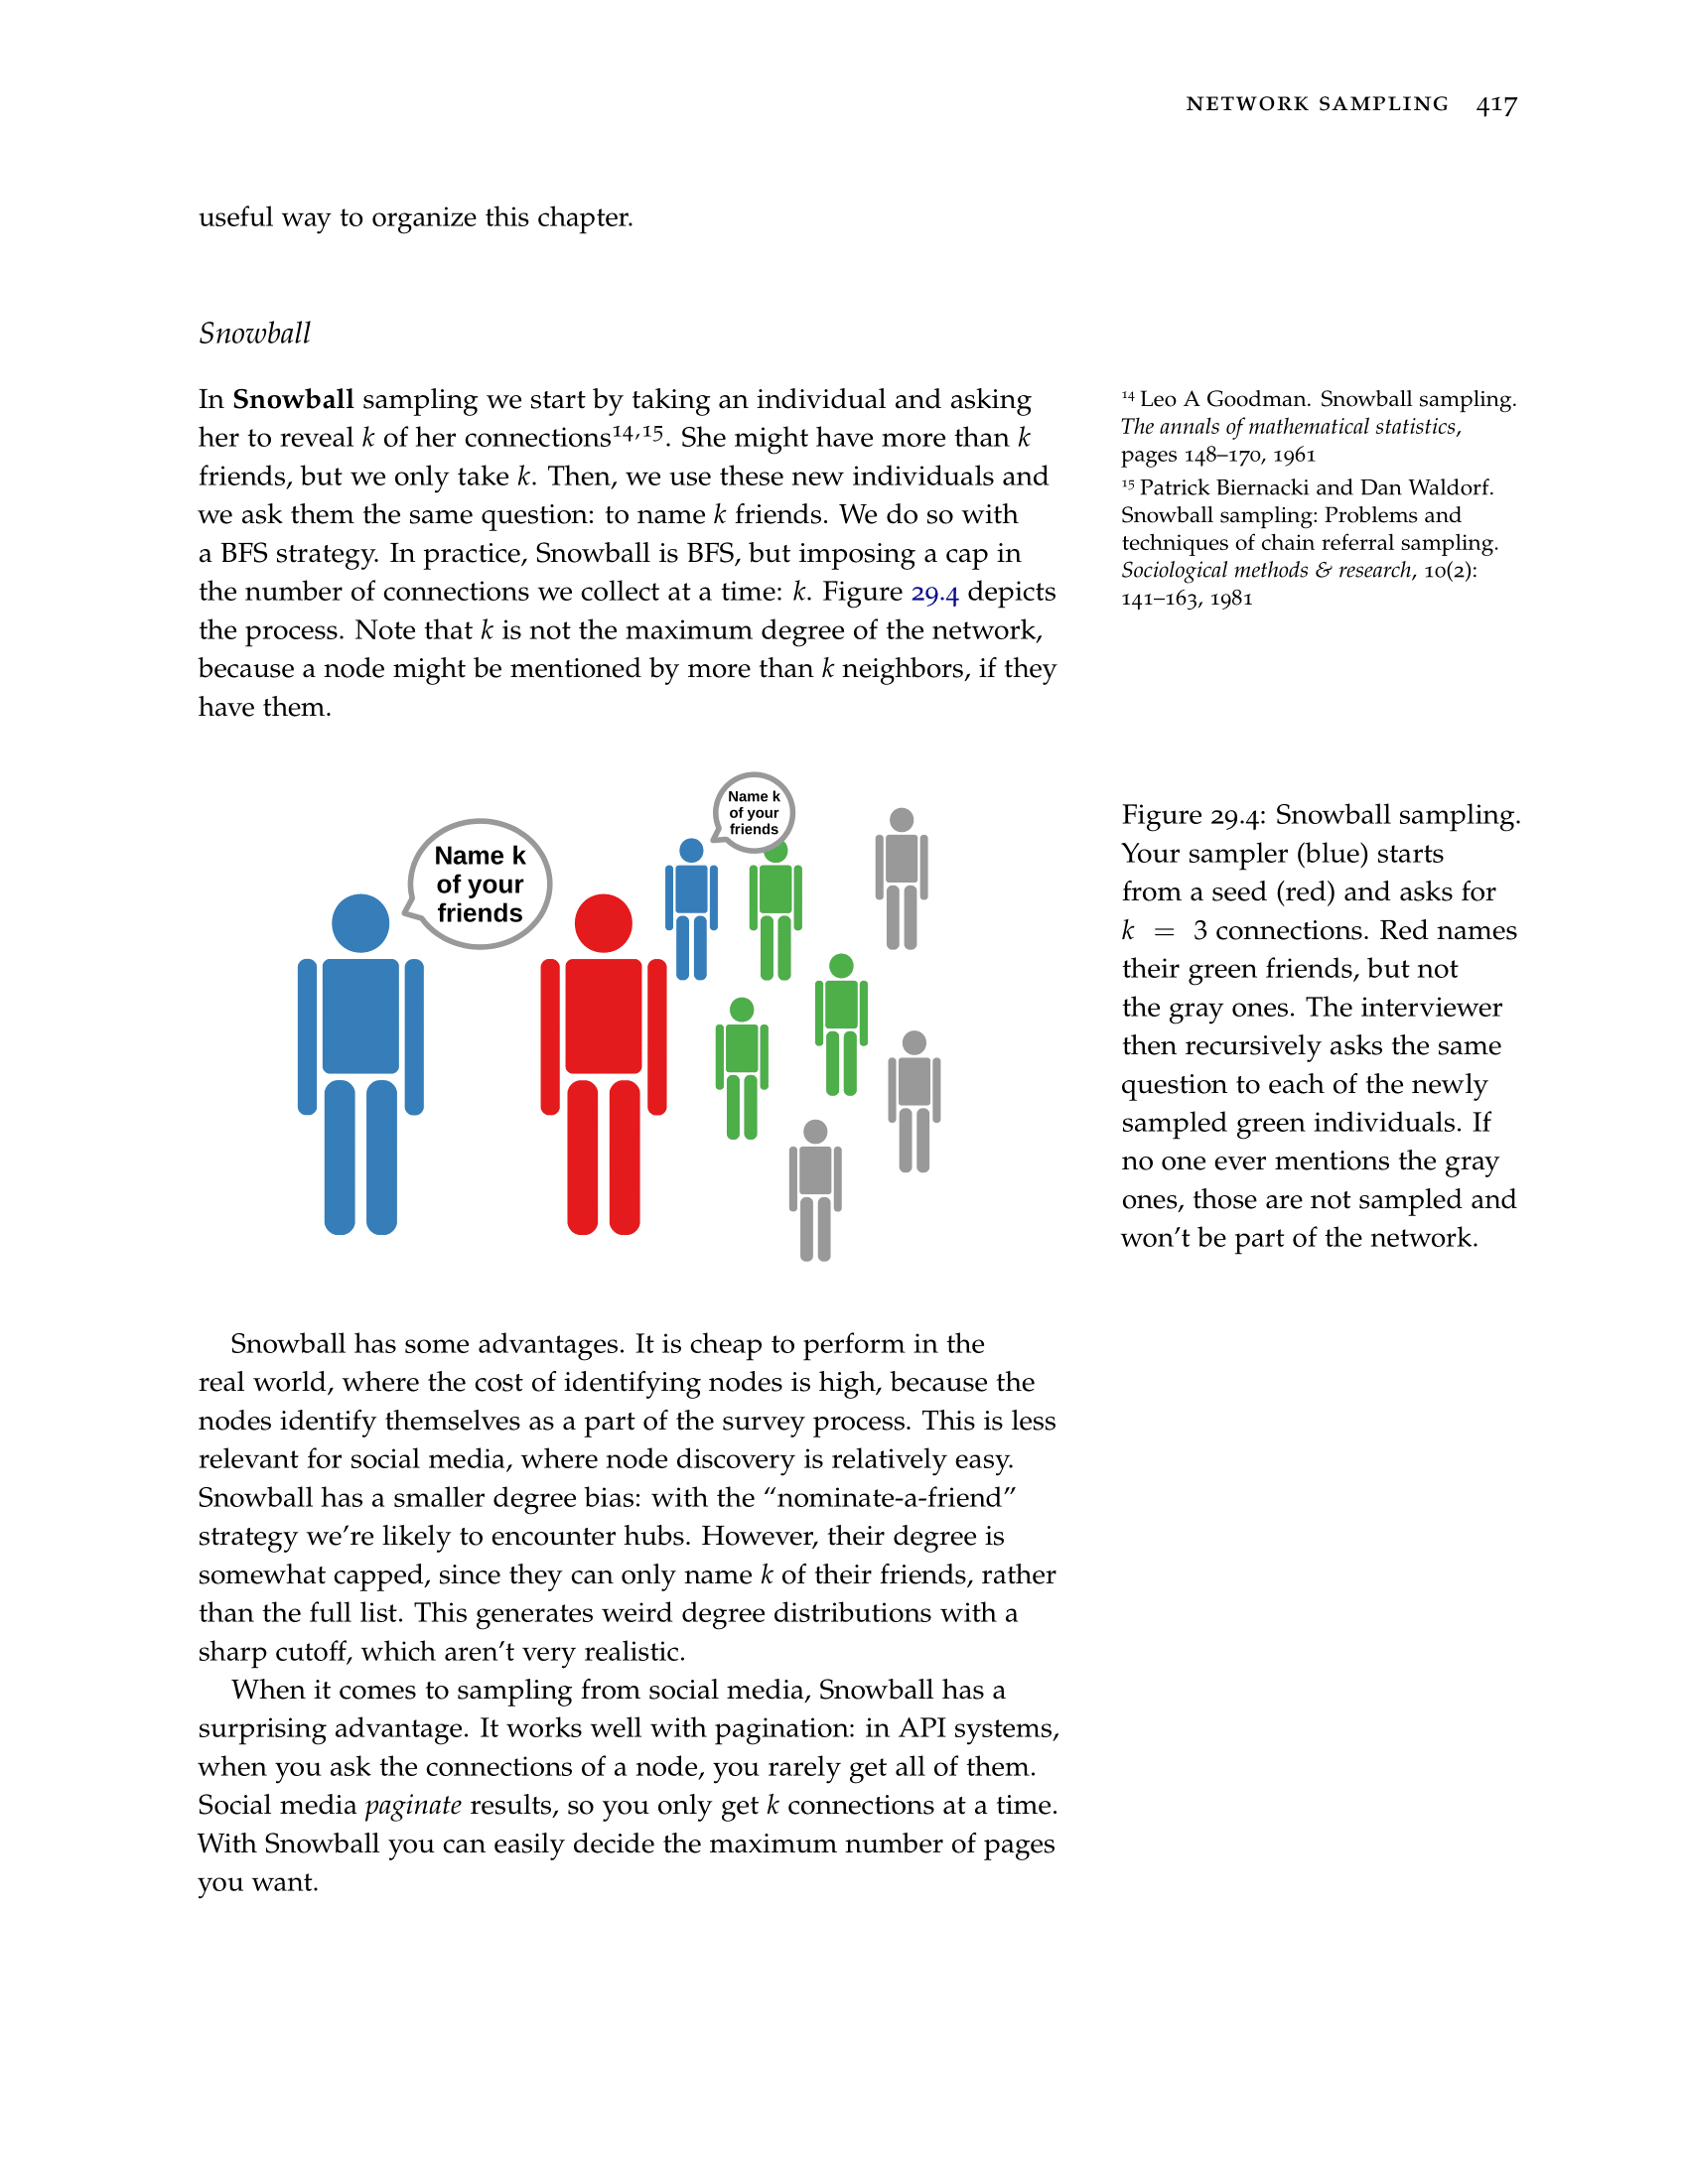 NETWORK SAMPLING 417
useful way to organize this chapter.
Snowball
In Snowball sampling we start by taking an individual and asking
her to reveal k of her connections14,15. She might have more than k
friends, but we only take k. Then, we use these new individuals and
we ask them the same question: to name k friends. We do so with
a BFS strategy. In practice, Snowball is BFS, but imposing a cap in
the number of connections we collect at a time: k. Figure 29.4 depicts
the process. Note that k is not the maximum degree of the network,
because a node might be mentioned by more than k neighbors, if they
have them.
14 Leo A Goodman. Snowball sampling.
The annals of mathematical statistics,
pages 148–170, 1961
15 Patrick Biernacki and Dan Waldorf.
Snowball sampling: Problems and
techniques of chain referral sampling.
Sociological methods & research, 10(2):
141–163, 1981
Name k
of your
friends
Name k
of your
friends
Figure 29.4: Snowball sampling.
Your sampler (blue) starts
from a seed (red) and asks for
k = 3 connections. Red names
their green friends, but not
the gray ones. The interviewer
then recursively asks the same
question to each of the newly
sampled green individuals. If
no one ever mentions the gray
ones, those are not sampled and
won't be part of the network.
Snowball has some advantages. It is cheap to perform in the
real world, where the cost of identifying nodes is high, because the
nodes identify themselves as a part of the survey process. This is less
relevant for social media, where node discovery is relatively easy.
Snowball has a smaller degree bias: with the “nominate-a-friend”
strategy we're likely to encounter hubs. However, their degree is
somewhat capped, since they can only name k of their friends, rather
than the full list. This generates weird degree distributions with a
sharp cutoff, which aren't very realistic.
When it comes to sampling from social media, Snowball has a
surprising advantage. It works well with pagination: in API systems,
when you ask the connections of a node, you rarely get all of them.
Social media paginate results, so you only get k connections at a time.
With Snowball you can easily decide the maximum number of pages
you want.